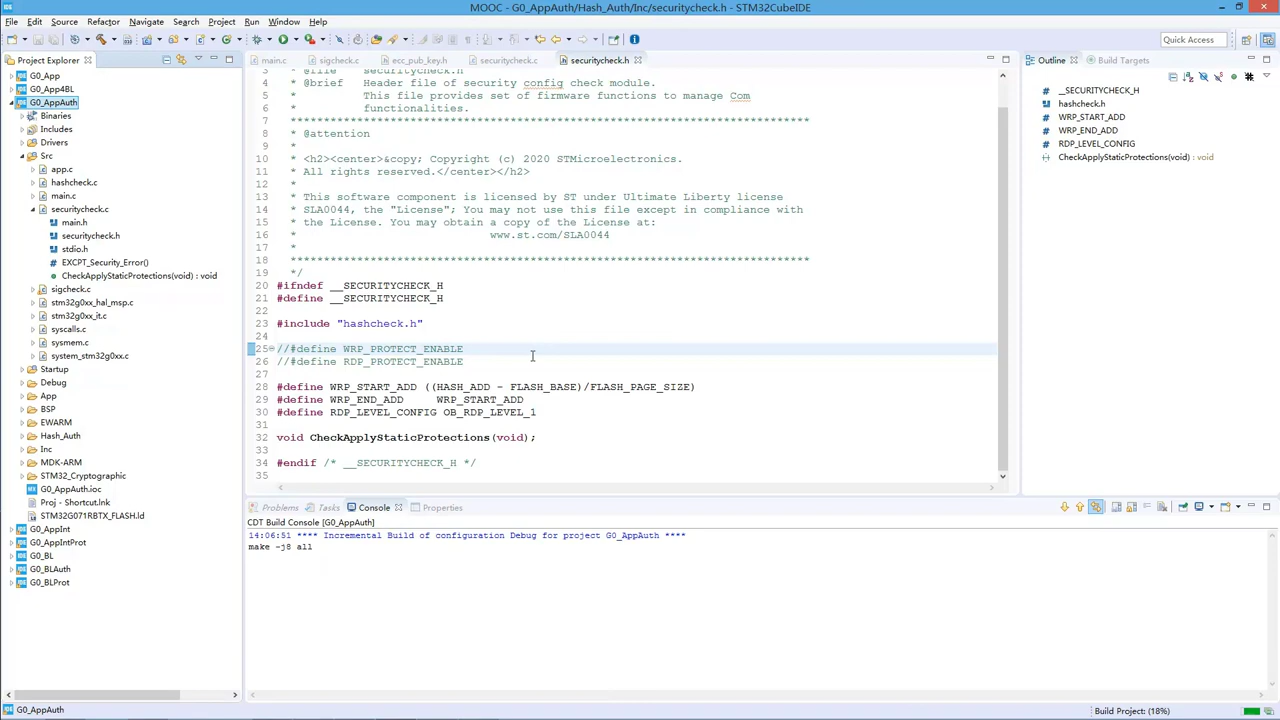 MOOC - G0_AppAuth/Hash_Auth/Inc/securitycheck.h - STM32CubeIDE
IDE
File Edit Source Refactor Navigate Search Project Run Window Help
Quick Access
Project Explorer
G0_App
G0_App4BL
G0_AppAuth
Binaries
Includes
Drivers
Src
app.c
hashcheck.c
main.c
securitycheck.c
main.h
securitycheck.h
stdio.h
EXCPT_Security_Error()
CheckApplyStaticProtections(void) : void
sigcheck.c
stm32g0xx_hal_msp.c
stm32g0xx_it.c
syscalls.c
sysmem.c
system_stm32g0xx.c
Startup
Debug
App
BSP
EWARM
Hash_Auth
Inc
MDK-ARM
STM32_Cryptographic
G0_AppAuth.ioc
Proj - Shortcut.lnk
STM32G071RBTX_FLASH.ld
G0_AppInt
G0_AppIntProt
G0_BL
G0_BLAuth
G0_BLProt
main.c sigcheck.c ecc_pub_key.h securitycheck.c securitycheck.h
3 * @file securitycheck.h
4 * @brief Header file of security config check module.
5 * This file provides set of firmware functions to manage Com
6 * functionalities.
7 ******************************************************************************
8 * @attention
9 *
10 * <h2><center>&copy; Copyright (c) 2020 STMicroelectronics.
11 * All rights reserved.</center></h2>
12 *
13 * This software component is licensed by ST under Ultimate Liberty license
14 * SLA0044, the "License"; You may not use this file except in compliance with
15 * the License. You may obtain a copy of the License at:
16 * www.st.com/SLA0044
17 *
18 ******************************************************************************
19 */
20 #ifndef __SECURITYCHECK_H
21 #define __SECURITYCHECK_H
22
23 #include "hashcheck.h"
24
25 //#define WRP_PROTECT_ENABLE
26 //#define RDP_PROTECT_ENABLE
27
28 #define WRP_START_ADD ((HASH_ADD - FLASH_BASE)/FLASH_PAGE_SIZE)
29 #define WRP_END_ADD WRP_START_ADD
30 #define RDP_LEVEL_CONFIG OB_RDP_LEVEL_1
31
32 void CheckApplyStaticProtections(void);
33
34 #endif /* __SECURITYCHECK_H */
35
Outline Build Targets
__SECURITYCHECK_H
hashcheck.h
WRP_START_ADD
WRP_END_ADD
RDP_LEVEL_CONFIG
CheckApplyStaticProtections(void) : void
Problems Tasks Console Properties
CDT Build Console [G0_AppAuth]
14:06:51 **** Incremental Build of configuration Debug for project G0_AppAuth ****
make -j8 all
G0_AppAuth
Build Project: (18%)